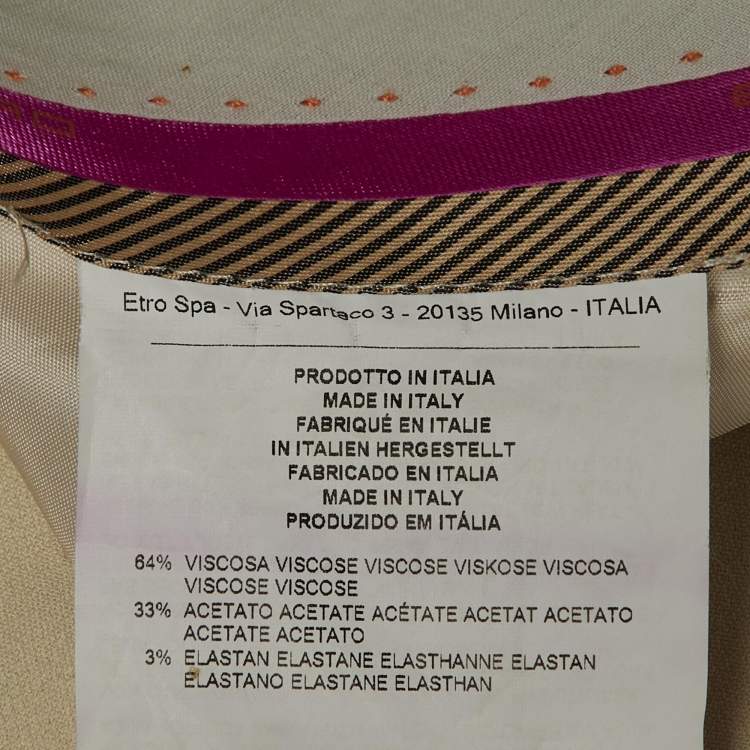 Etro Spa - Via Spartaco 3 - 20135 Milano - ITALIA
PRODOTTO IN ITALIA
MADE IN ITALY
FABRIQUÉ EN ITALIE
IN ITALIEN HERGESTELLT
FABRICADO EN ITALIA
MADE IN ITALY
PRODUZIDO EM ITÁLIA
64% VISCOSA VISCOSE VISCOSE VISKOSE VISCOSA
VISCOSE VISCOSE
33% ACETATO ACETATE ACÉTATE ACETAT ACETATO
ACETATE ACETATO
3% ELASTAN ELASTANE ELASTHANNE ELASTAN
ELASTANO ELASTANE ELASTHAN